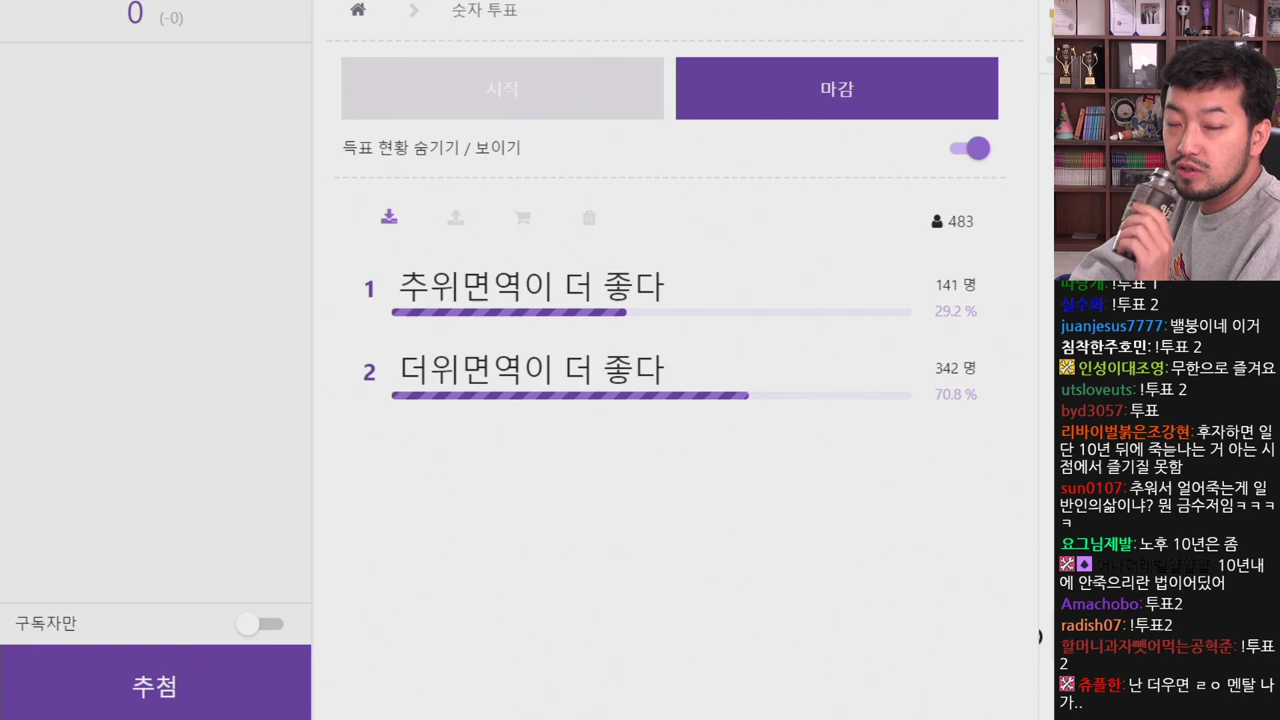 0 (-0)
숫자 투표
시작
마감
득표 현황 숨기기 / 보이기
483
1 추위면역이 더 좋다 141 명
29.2 %
2 더위면역이 더 좋다 342 명
70.8 %
구독자만
추첨
!투표 1
실수화: !투표 2
juanjesus7777: 밸붕이네 이거
침착한주호민: !투표 2
인성이대조영: 무한으로 즐겨요
utsloveuts: !투표 2
byd3057: 투표
리바이벌붉은조강현: 후자하면 일
단 10년 뒤에 죽는나는 거 아는 시
점에서 즐기질 못함
sun0107: 추워서 얼어죽는게 일
반인의삶이냐? 뭔 금수저임ㅋㅋㅋ
ㅋ
요그님제발: 노후 10년은 좀
10년내
에 안죽으리란 법이어딨어
Amachobo: 투표2
radish07: !투표2
할머니과자뺏어먹는공혁준: !투표
2
츄플한: 난 더우면 ㄹㅇ 멘탈 나
가..